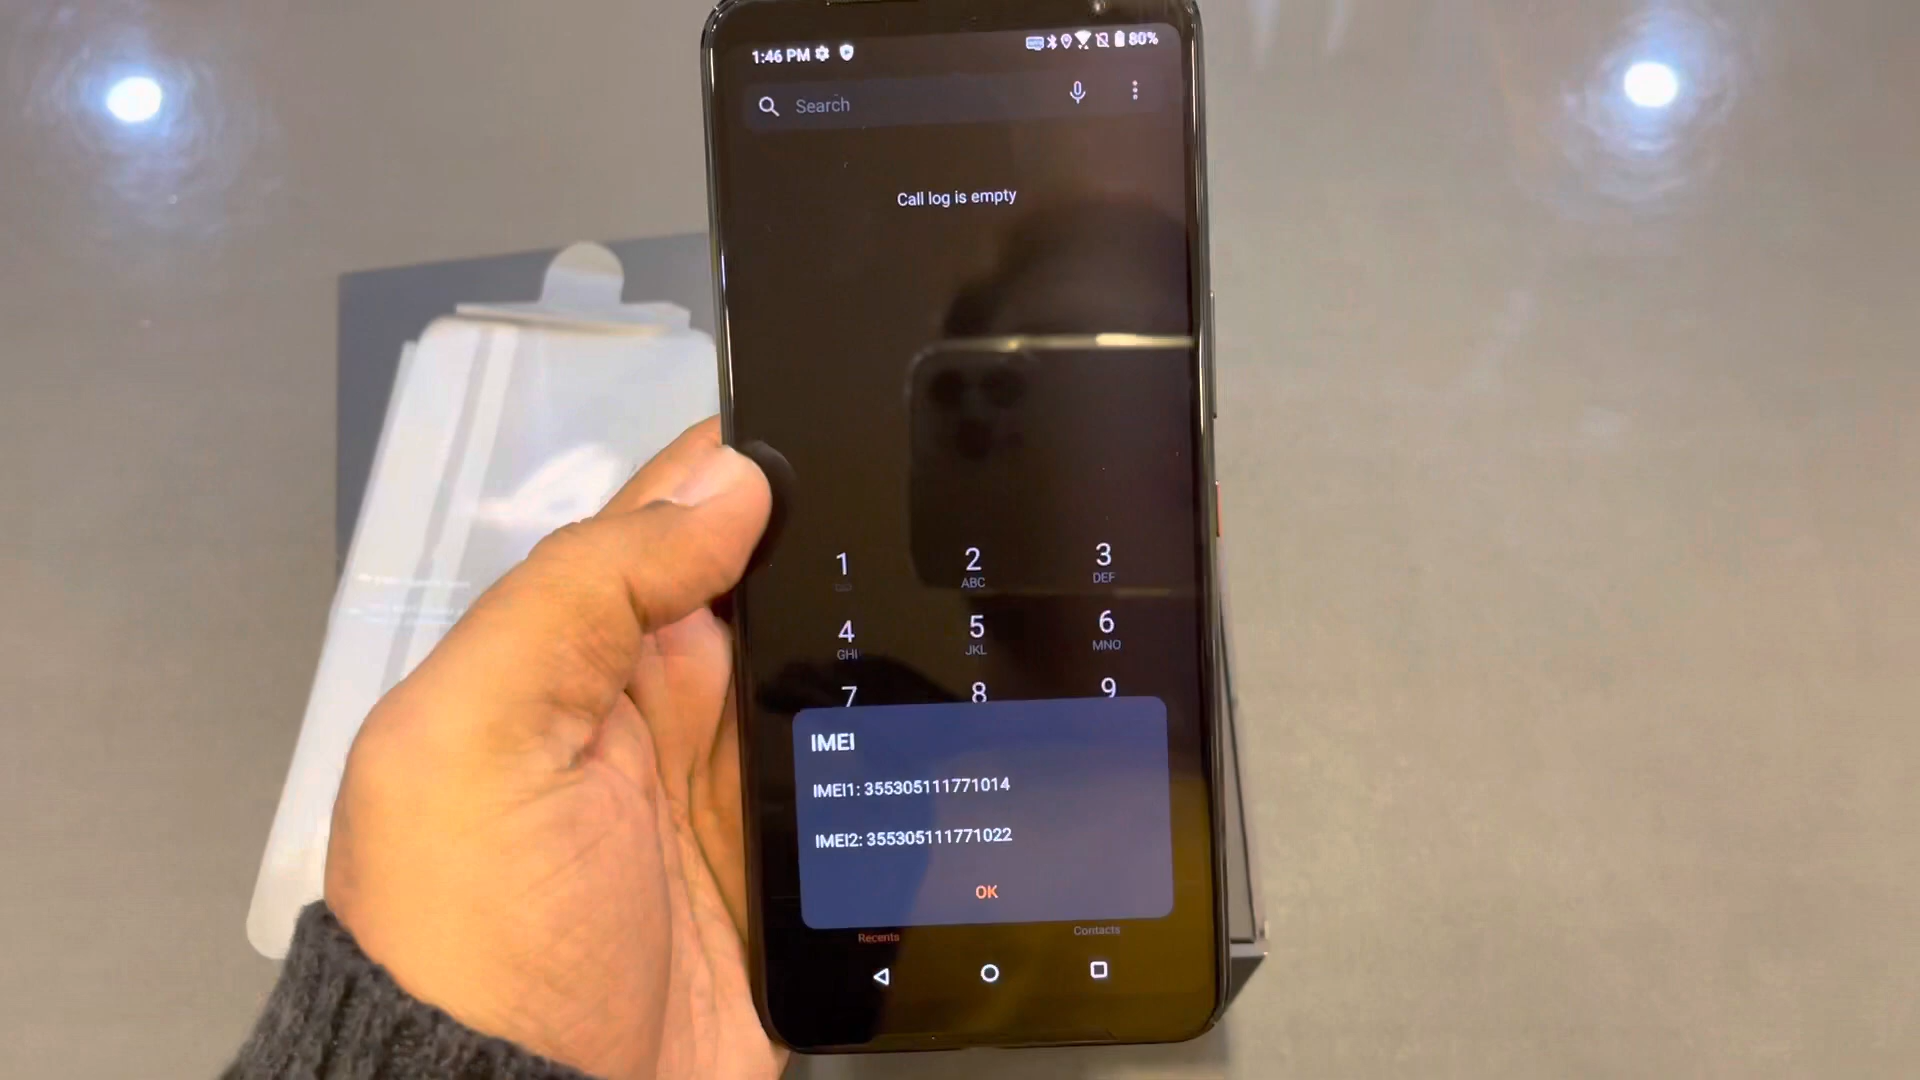 1:46 PM 80%
Search
Call log is empty
1 2 3
ABC DEF
4 5 6
GHI JKL MNO
7 8 9
IMEI
IMEI1: 355305111771014
IMEI2: 355305111771022
OK
Recents Contacts